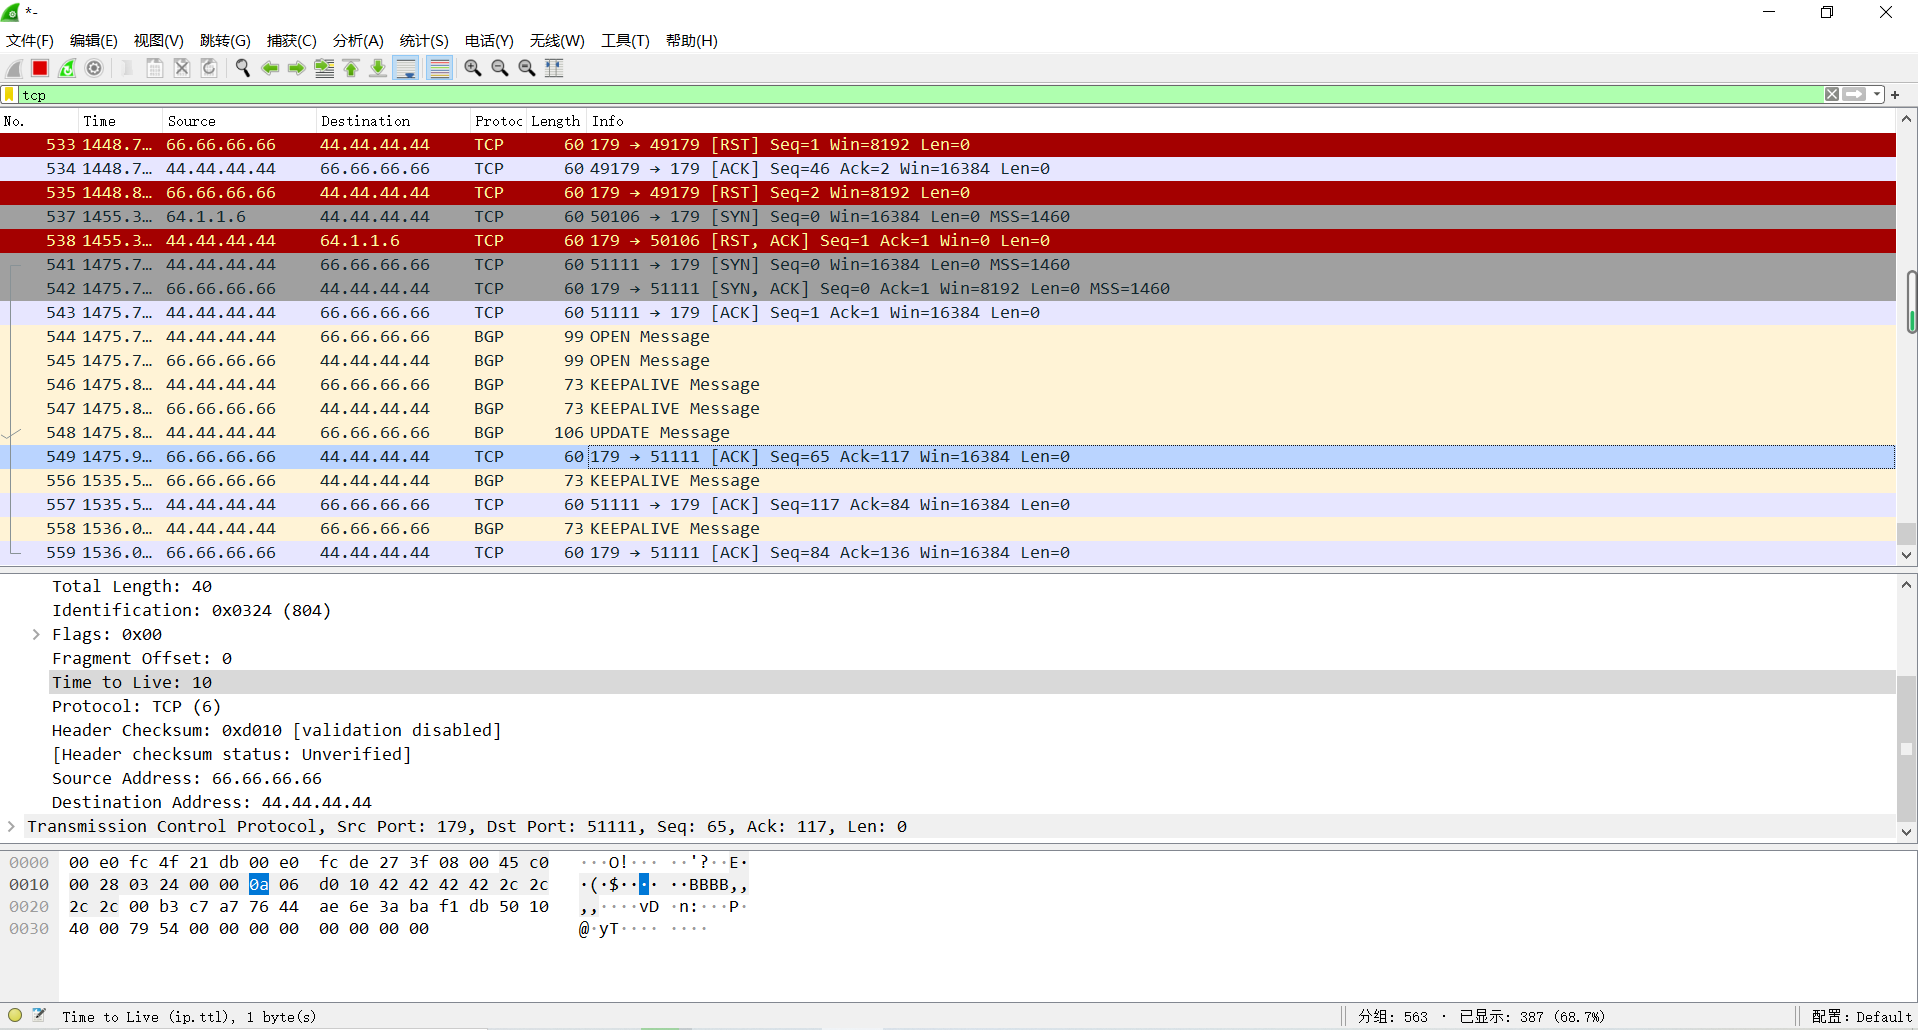 *-
文件(F) 编辑(E) 视图(V) 跳转(G) 捕获(C) 分析(A) 统计(S) 电话(Y) 无线(W) 工具(T) 帮助(H)
tcp
No. Time Source Destination Protoc Length Info
533 1448.7… 66.66.66.66 44.44.44.44 TCP 60 179 → 49179 [RST] Seq=1 Win=8192 Len=0
534 1448.7… 44.44.44.44 66.66.66.66 TCP 60 49179 → 179 [ACK] Seq=46 Ack=2 Win=16384 Len=0
535 1448.8… 66.66.66.66 44.44.44.44 TCP 60 179 → 49179 [RST] Seq=2 Win=8192 Len=0
537 1455.3… 64.1.1.6 44.44.44.44 TCP 60 50106 → 179 [SYN] Seq=0 Win=16384 Len=0 MSS=1460
538 1455.3… 44.44.44.44 64.1.1.6 TCP 60 179 → 50106 [RST, ACK] Seq=1 Ack=1 Win=0 Len=0
541 1475.7… 44.44.44.44 66.66.66.66 TCP 60 51111 → 179 [SYN] Seq=0 Win=16384 Len=0 MSS=1460
542 1475.7… 66.66.66.66 44.44.44.44 TCP 60 179 → 51111 [SYN, ACK] Seq=0 Ack=1 Win=8192 Len=0 MSS=1460
543 1475.7… 44.44.44.44 66.66.66.66 TCP 60 51111 → 179 [ACK] Seq=1 Ack=1 Win=16384 Len=0
544 1475.7… 44.44.44.44 66.66.66.66 BGP 99 OPEN Message
545 1475.7… 66.66.66.66 44.44.44.44 BGP 99 OPEN Message
546 1475.8… 44.44.44.44 66.66.66.66 BGP 73 KEEPALIVE Message
547 1475.8… 66.66.66.66 44.44.44.44 BGP 73 KEEPALIVE Message
548 1475.8… 44.44.44.44 66.66.66.66 BGP 106 UPDATE Message
549 1475.9… 66.66.66.66 44.44.44.44 TCP 60 179 → 51111 [ACK] Seq=65 Ack=117 Win=16384 Len=0
556 1535.5… 66.66.66.66 44.44.44.44 BGP 73 KEEPALIVE Message
557 1535.5… 44.44.44.44 66.66.66.66 TCP 60 51111 → 179 [ACK] Seq=117 Ack=84 Win=16384 Len=0
558 1536.0… 44.44.44.44 66.66.66.66 BGP 73 KEEPALIVE Message
559 1536.0… 66.66.66.66 44.44.44.44 TCP 60 179 → 51111 [ACK] Seq=84 Ack=136 Win=16384 Len=0
Total Length: 40
Identification: 0x0324 (804)
Flags: 0x00
Fragment Offset: 0
Time to Live: 10
Protocol: TCP (6)
Header Checksum: 0xd010 [validation disabled]
[Header checksum status: Unverified]
Source Address: 66.66.66.66
Destination Address: 44.44.44.44
Transmission Control Protocol, Src Port: 179, Dst Port: 51111, Seq: 65, Ack: 117, Len: 0
0000 00 e0 fc 4f 21 db 00 e0 fc de 27 3f 08 00 45 c0 ···O!··· ··'?··E·
0010 00 28 03 24 00 00 0a 06 d0 10 42 42 42 42 2c 2c ·(·$···· ··BBBB,,
0020 2c 2c 00 b3 c7 a7 76 44 ae 6e 3a ba f1 db 50 10 ,,····vD ·n:···P·
0030 40 00 79 54 00 00 00 00 00 00 00 00 @·yT···· ····
Time to Live (ip.ttl), 1 byte(s) 分组: 563 · 已显示: 387 (68.7%) 配置: Default